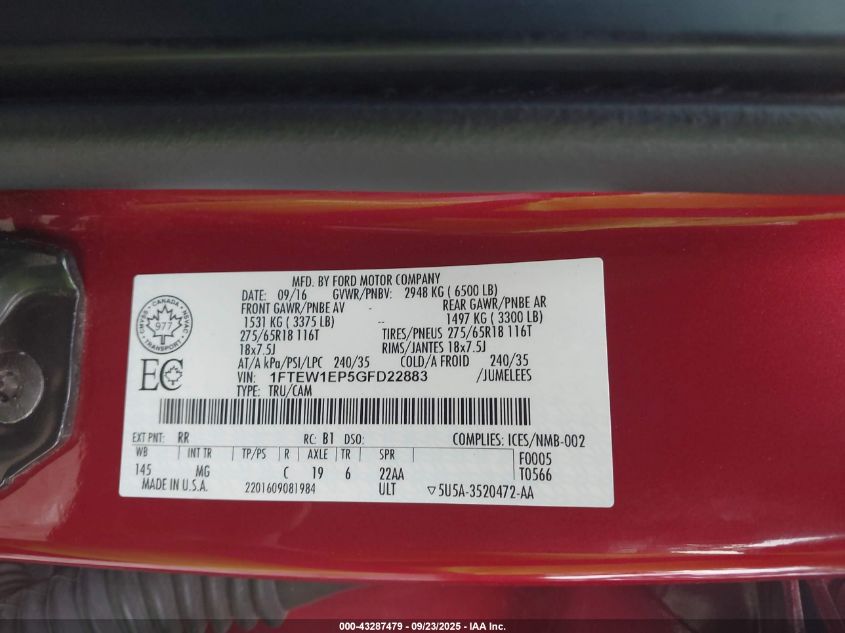 MFD. BY FORD MOTOR COMPANY
DATE: 09/16 GVWR/PNBV: 2948 KG ( 6500 LB)
FRONT GAWR/PNBE AV - REAR GAWR/PNBE AR
1531 KG ( 3375 LB) -- 1497 KG ( 3300 LB)
275/65R18 116T TIRES/PNEUS 275/65R18 116T
18x7.5J RIMS/JANTES 18x7.5J
AT/A kPa/PSI/LPC 240/35 COLD/A FROID 240/35
VIN: 1FTEW1EP5GFD22883 /JUMELEES
TYPE: TRU/CAM
CANADA
CMVSS NSVAC
977
TRANSPORT
EC
EXT PNT: RR RC: B1 DSO: COMPLIES: ICES/NMB-002
WB INT TR TP/PS R AXLE TR SPR F0005
145 MG C 19 6 22AA T0566
MADE IN U.S.A. 2201609081984 ULT ▽5U5A-3520472-AA
000-43287479 - 09/23/2025 - IAA Inc.